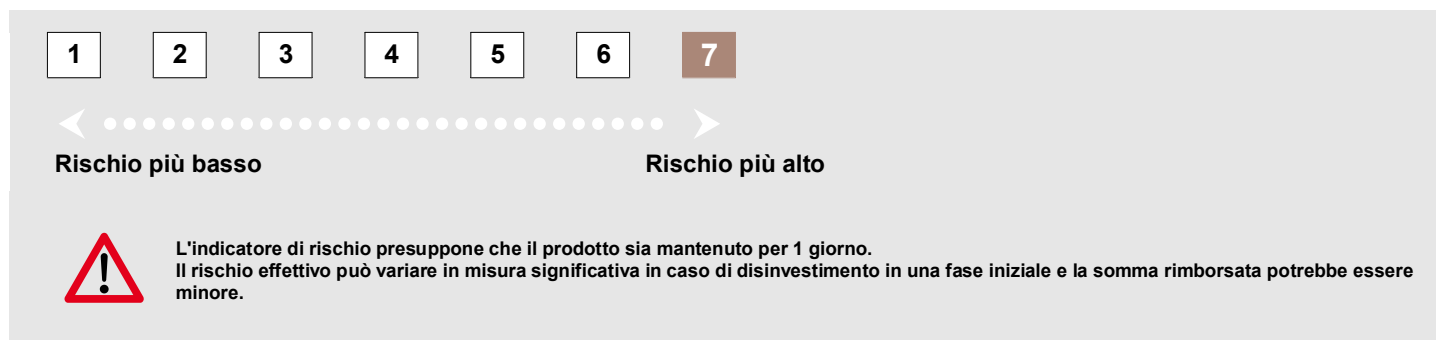 1 2 3 4 5 6 7
Rischio più basso Rischio più alto
L'indicatore di rischio presuppone che il prodotto sia mantenuto per 1 giorno.
Il rischio effettivo può variare in misura significativa in caso di disinvestimento in una fase iniziale e la somma rimborsata potrebbe essere
minore.